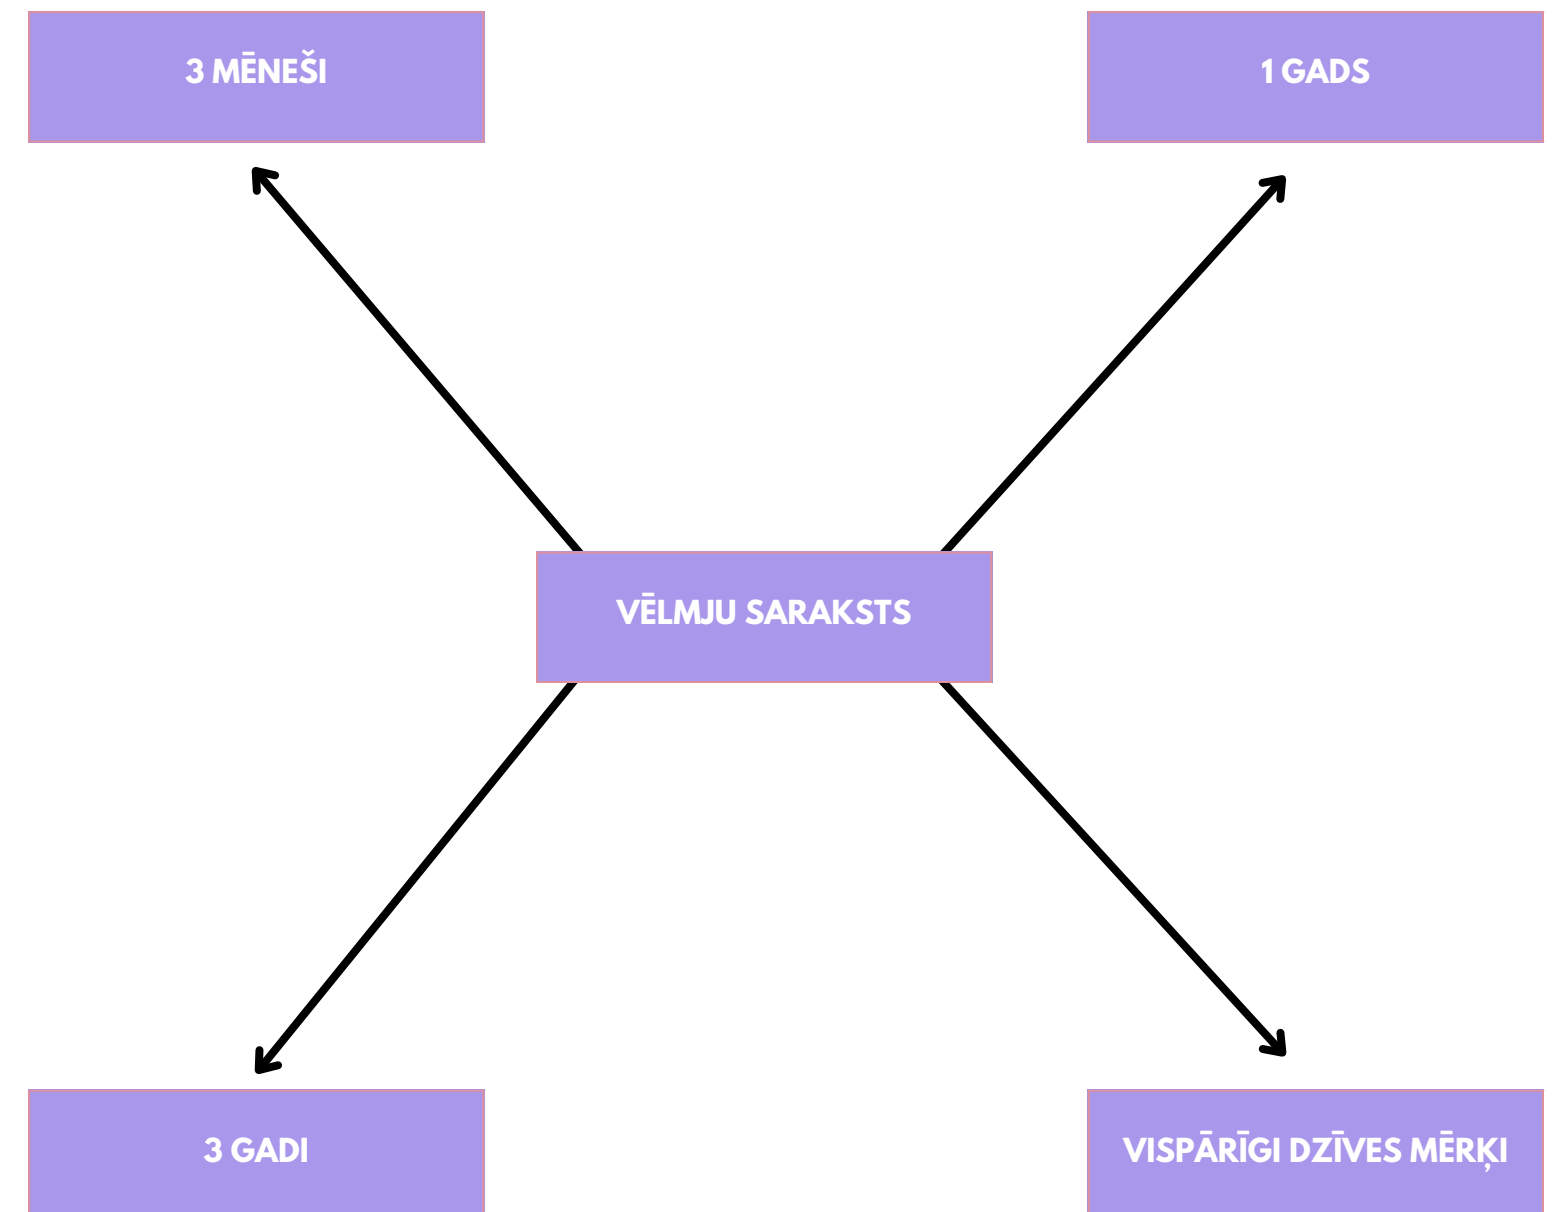 3 MĒNEŠI
1 GADS
VĒLMJU SARAKSTS
3 GADI
VISPĀRĪGI DZĪVES MĒRĶI